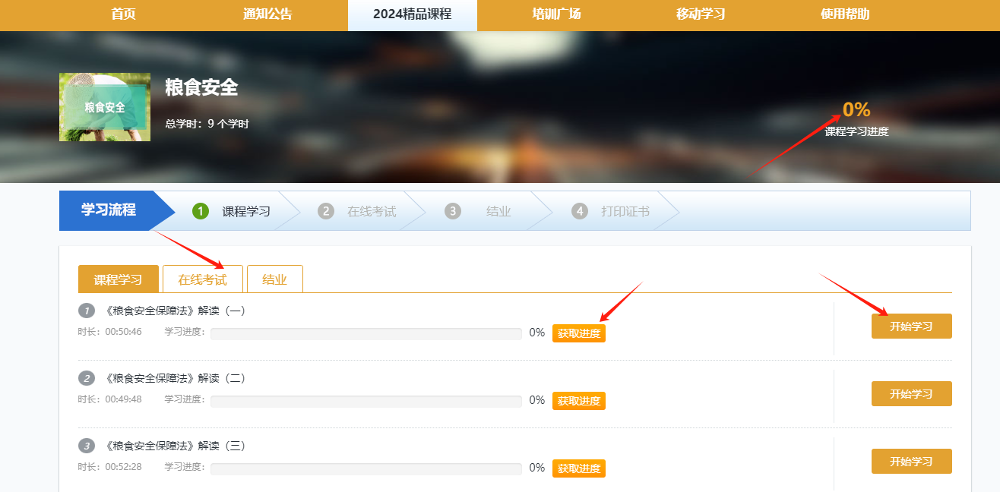 首页 通知公告 2024精品课程 培训广场 移动学习 使用帮助
粮食安全
粮食安全
总学时：9 个学时
0%
课程学习进度
学习流程 1 课程学习 2 在线考试 3 结业 4 打印证书
课程学习 在线考试 结业
1 《粮食安全保障法》解读（一）
时长：00:50:46 学习进度： 0% 获取进度 开始学习
2 《粮食安全保障法》解读（二）
时长：00:49:48 学习进度： 0% 获取进度 开始学习
3 《粮食安全保障法》解读（三）
时长：00:52:28 学习进度： 0% 获取进度 开始学习